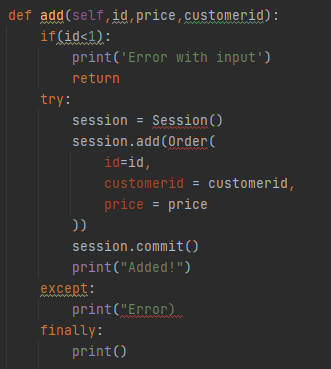 def add(self,id,price,customerid):
    if(id<1):
        print('Error with input')
        return
    try:
        session = Session()
        session.add(Order(
            id=id,
            customerid = customerid,
            price = price
        ))
        session.commit()
        print("Added!")
    except:
        print("Error)
    finally:
        print()